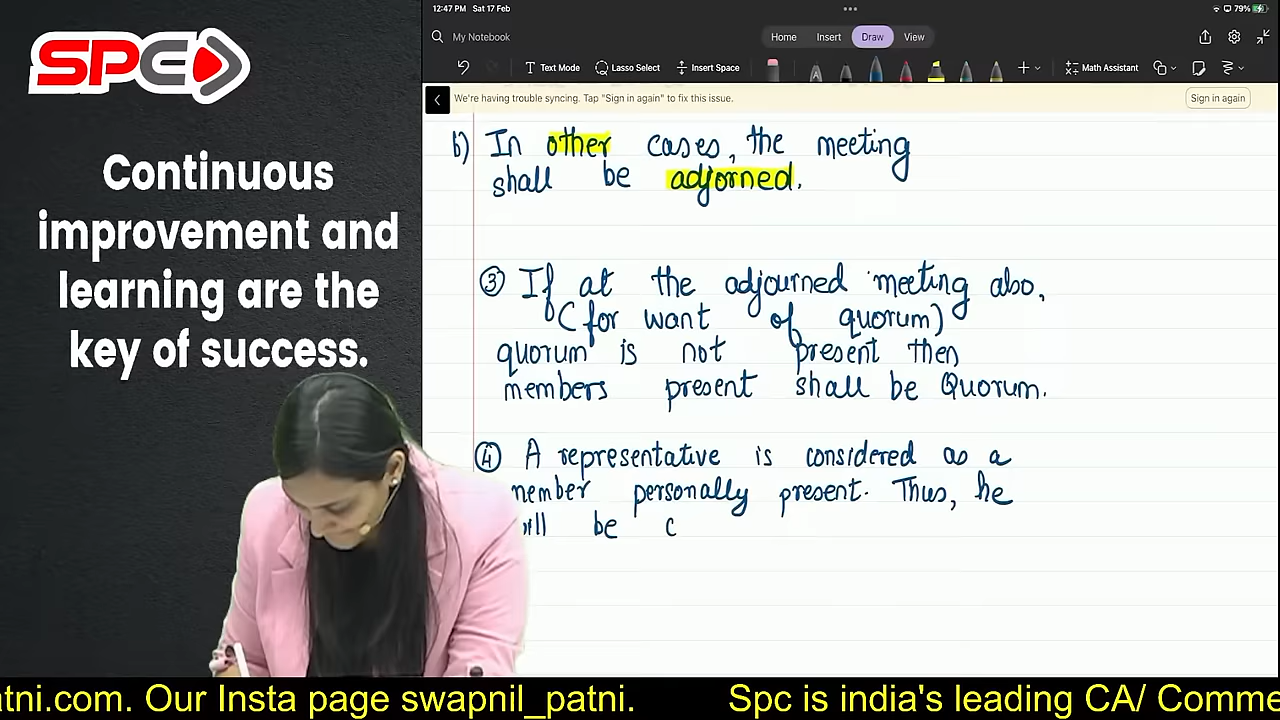 12:47 PM Sat 17 Feb
79%
My Notebook
Home Insert Draw View
Text Mode Lasso Select Insert Space
Math Assistant
We're having trouble syncing. Tap "Sign in again" to fix this issue.
Sign in again
SPC
Continuous
improvement and
learning are the
key of success.
b) In other cases, the meeting
shall be adjorned.
③ If at the adjourned meeting also,
(for want of quorum)
quorum is not present then
members present shall be Quorum.
④ A representative is considered as a
member personally present. Thus, he
be C
tni.com. Our Insta page swapnil_patni. Spc is india's leading CA/ Comme